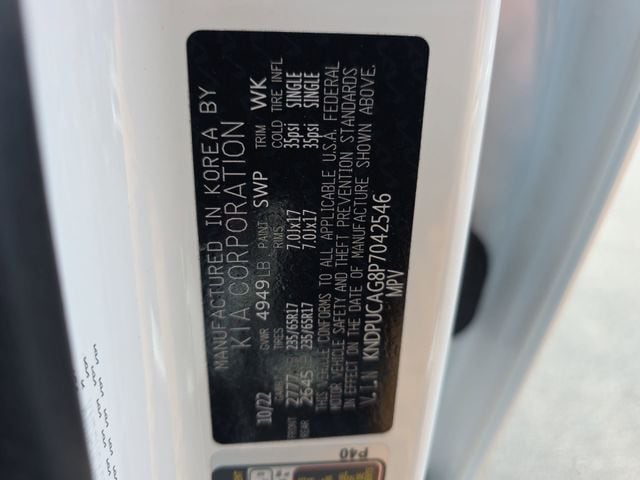 MANUFACTURED IN KOREA BY
KIA CORPORATION
10/22 GVWR 4949 LB PAINT SWP TRIM WK
GAWR TIRES RIMS COLD TIRE INFL
FRONT 2777 235/65R17 7.0Jx17 35psi SINGLE
REAR 2645 235/65R17 7.0Jx17 35psi SINGLE
THIS VEHICLE CONFORMS TO ALL APPLICABLE U.S.A. FEDERAL
MOTOR VEHICLE SAFETY AND THEFT PREVENTION STANDARDS
IN EFFECT ON THE DATE OF MANUFACTURE SHOWN ABOVE.
V.I.N KNDPUCAG8P7042546
MPV
P40